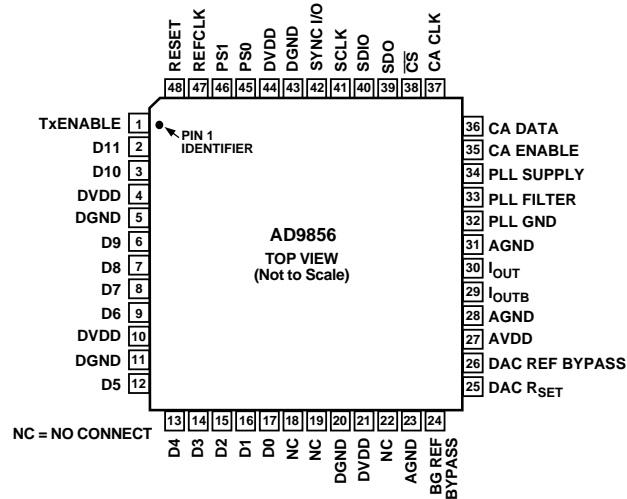 RESET
REFCLK
PS1
PS0
DVDD
DGND
SYNC I/O
SCLK
SDIO
SDO
CS
CA CLK
48 47 46 45 44 43 42 41 40 39 38 37
TxENABLE 1
D11 2
D10 3
DVDD 4
DGND 5
D9 6
D8 7
D7 8
D6 9
DVDD 10
DGND 11
D5 12
PIN 1
IDENTIFIER
AD9856
TOP VIEW
(Not to Scale)
36 CA DATA
35 CA ENABLE
34 PLL SUPPLY
33 PLL FILTER
32 PLL GND
31 AGND
30 IOUT
29 IOUTB
28 AGND
27 AVDD
26 DAC REF BYPASS
25 DAC RSET
13 14 15 16 17 18 19 20 21 22 23 24
NC = NO CONNECT
D4
D3
D2
D1
D0
NC
NC
DGND
DVDD
NC
AGND
BG REF
BYPASS